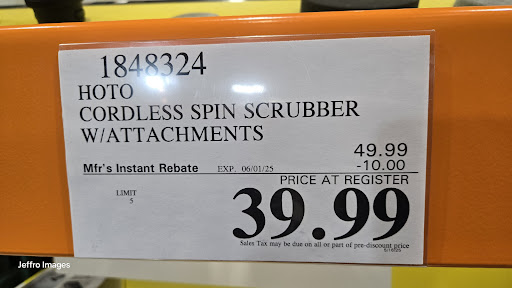 1848324
HOTO
CORDLESS SPIN SCRUBBER
W/ATTACHMENTS
49.99
Mfr's Instant Rebate EXP. 06/01/25 -10.00
PRICE AT REGISTER
LIMIT
5
39.99
Sales Tax may be due on all or part of pre-discount price
Jeffro Images